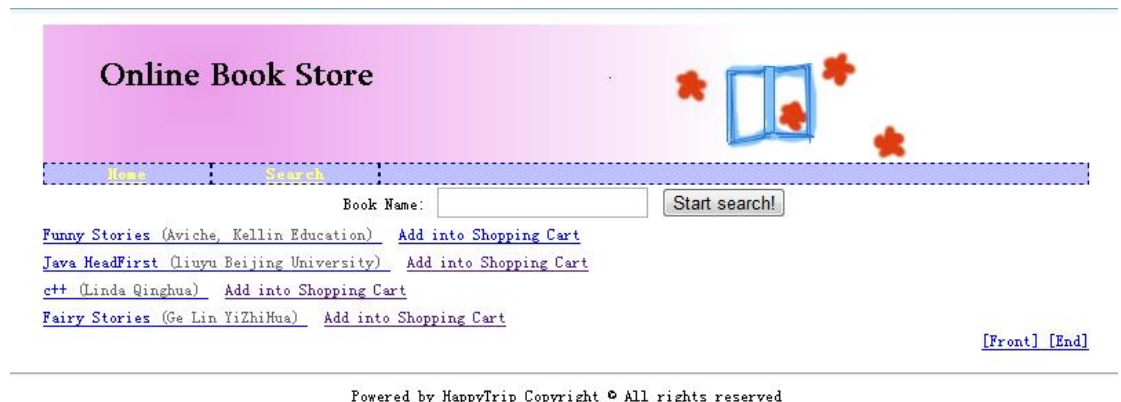 Online Book Store
Home Search
Book Name: Start search!
Funny Stories (Aviche, Kellin Education) Add into Shopping Cart
Java HeadFirst (liuyu Beijing University) Add into Shopping Cart
c++ (Linda Qinghua) Add into Shopping Cart
Fairy Stories (Ge Lin YiZhiHua) Add into Shopping Cart
[Front] [End]
Powered by HappyTrip Copyright © All rights reserved